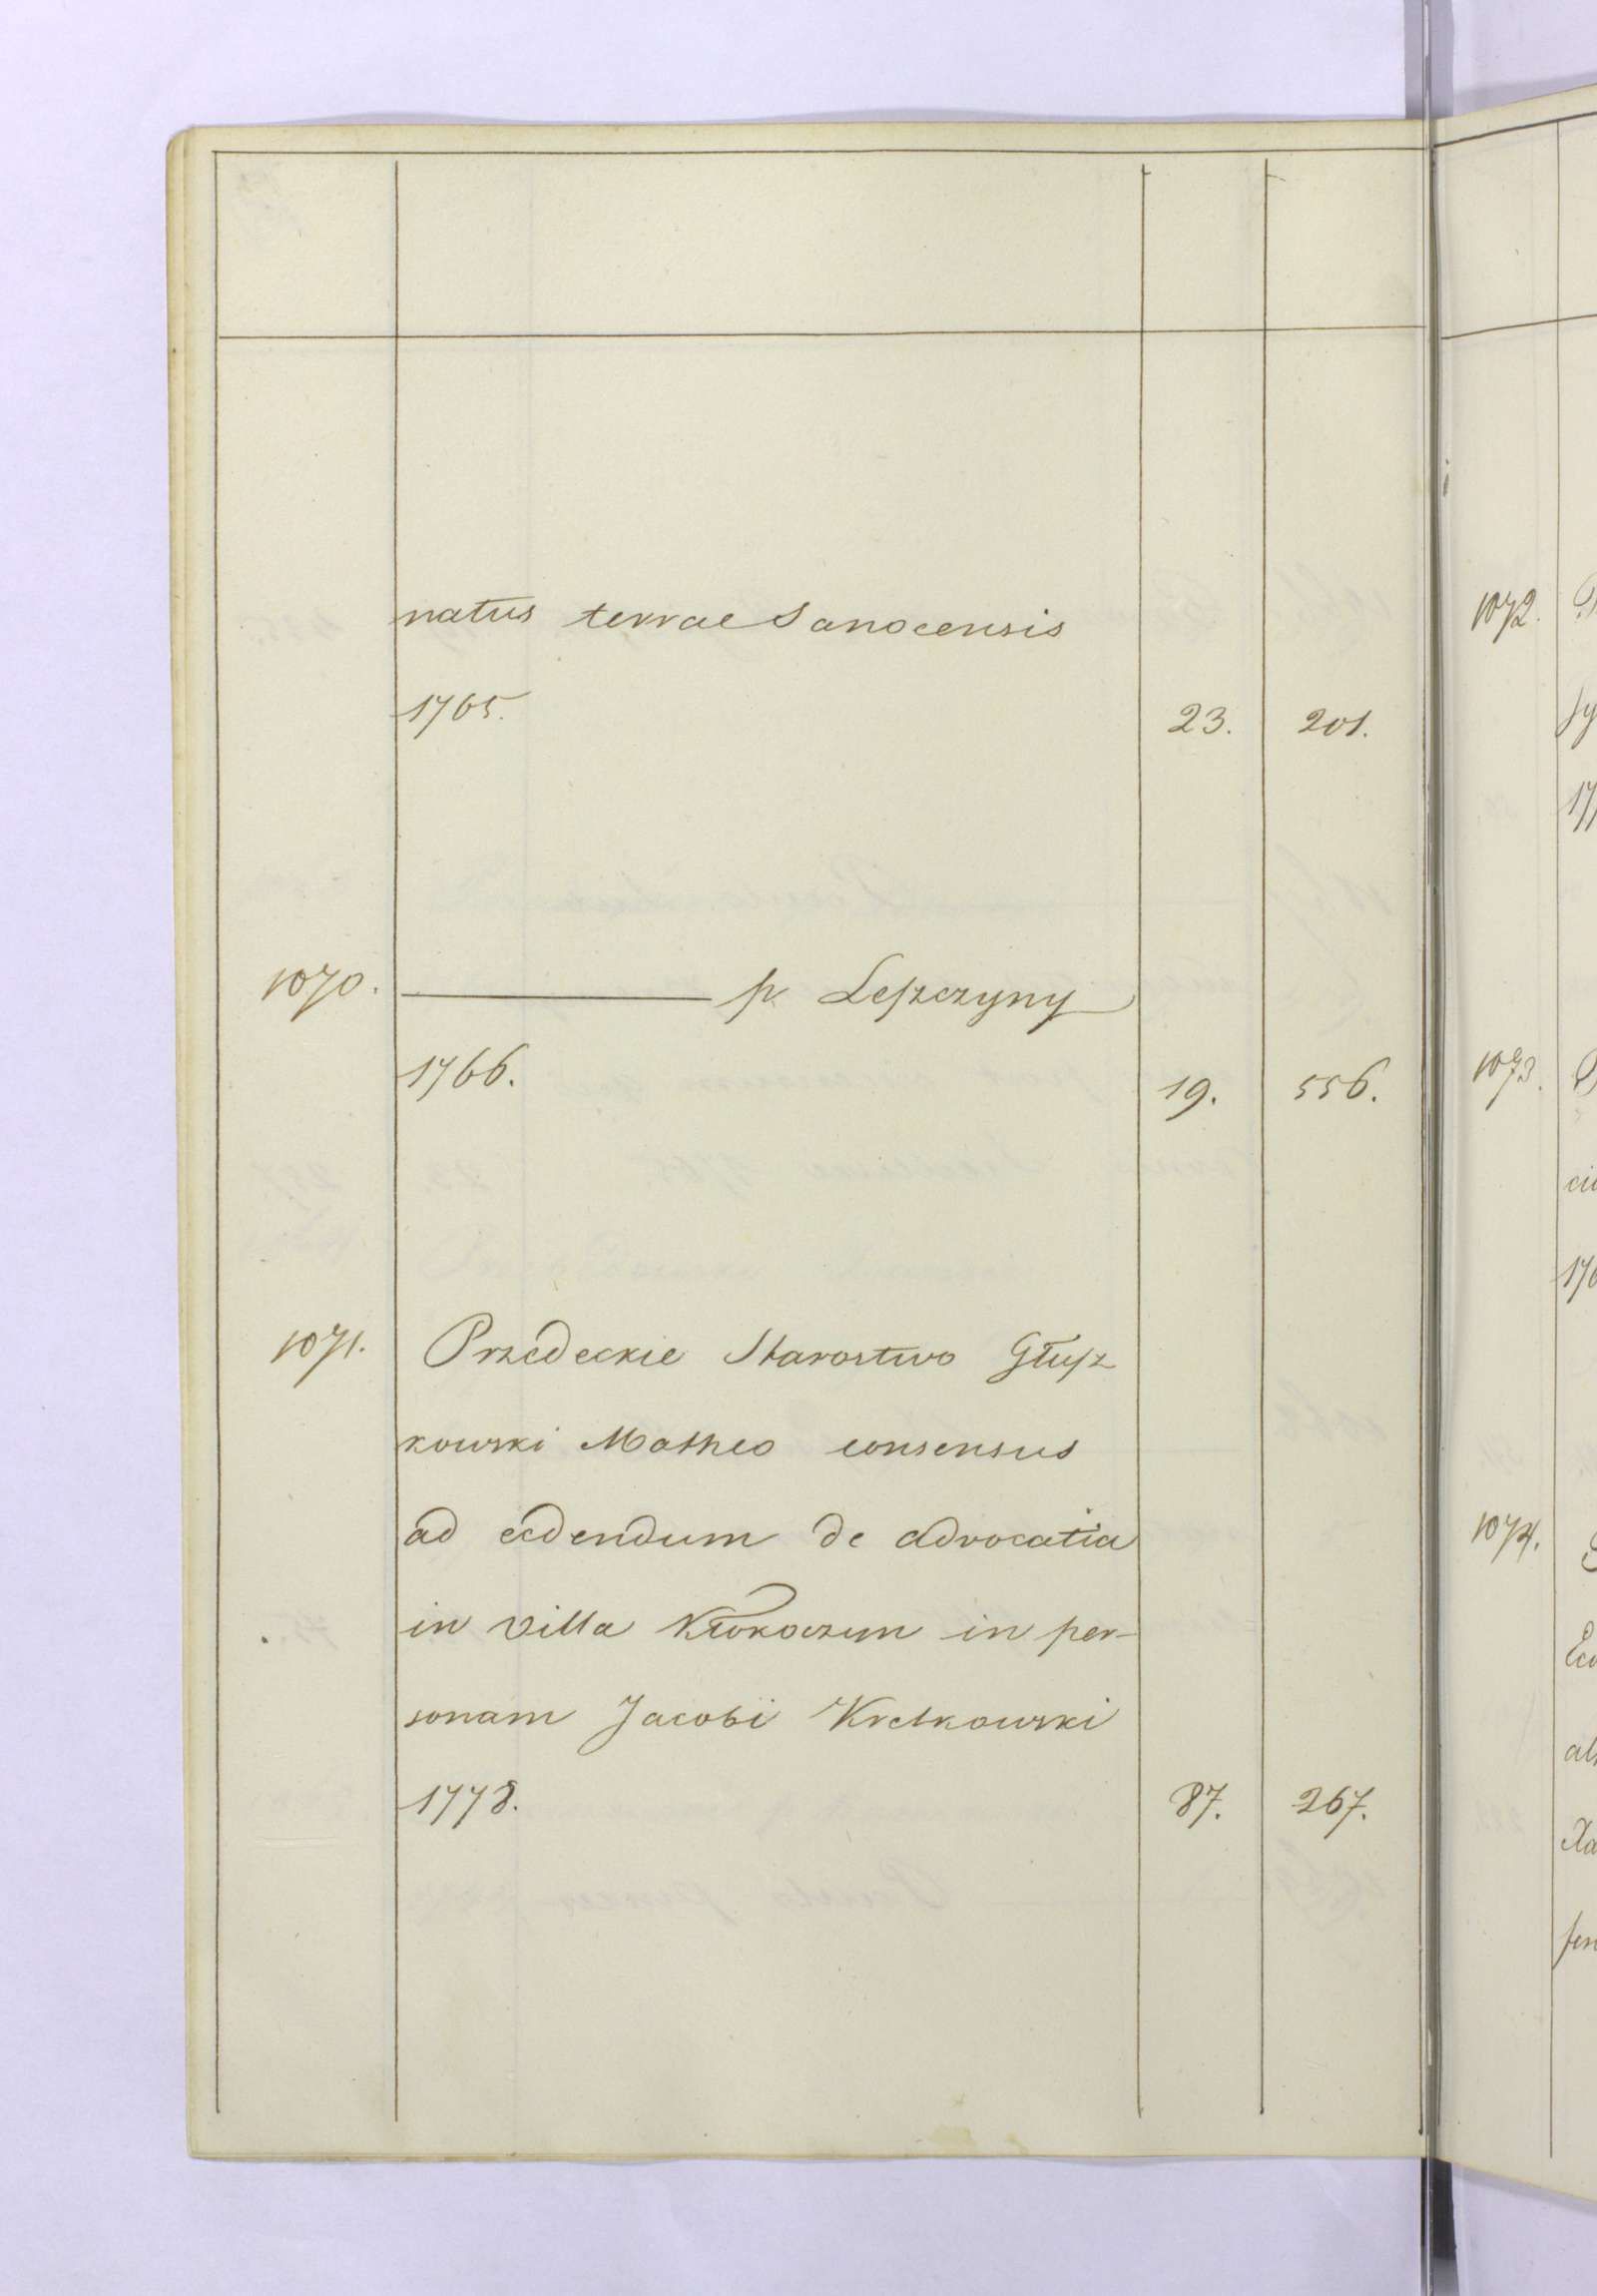 natus terrae Sanocensis
1765. 23. 201.
1070. p. Leszczyny
1766. 19. 556.
1071. Przedeckie Starostwo Głusz
kowski Matheo consensus
ad cedendum de advocatia
in villa Kłokoczyn in per-
sonam Jacobi Kretkowski
1778. 87. 267.
1072.
1073.
1074.